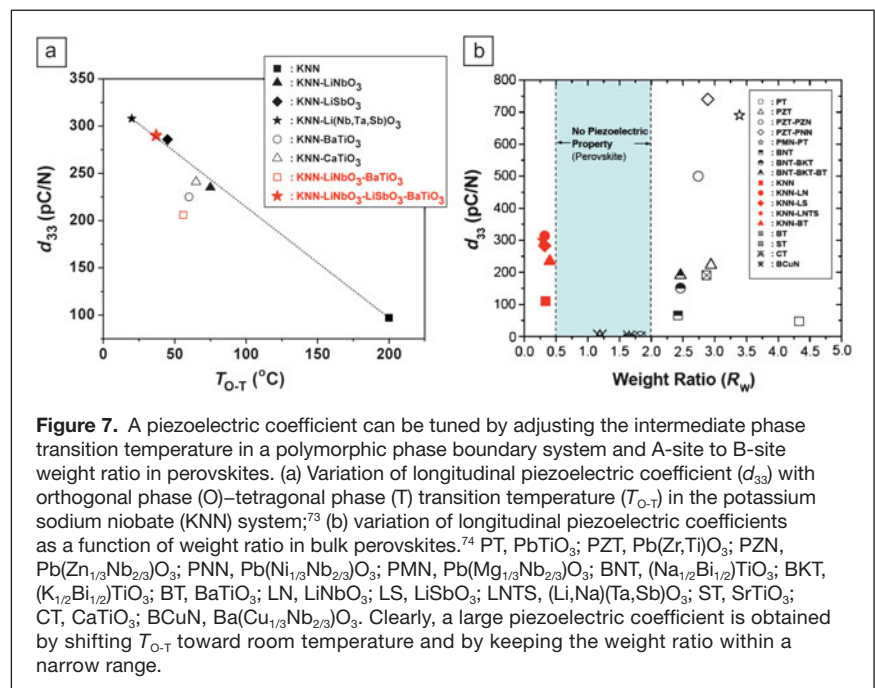 a
d33 (pC/N)
350
300
250
200
150
100
50
0
50
100
150
200
TO-T (°C)
: KNN
: KNN-LiNbO3
: KNN-LiSbO3
: KNN-Li(Nb,Ta,Sb)O3
: KNN-BaTiO3
: KNN-CaTiO3
: KNN-LiNbO3-BaTiO3
: KNN-LiNbO3-LiSbO3-BaTiO3
b
d33 (pC/N)
800
700
600
500
400
300
200
100
0
0.0 0.5 1.0 1.5 2.0 2.5 3.0 3.5 4.0 4.5 5.0
Weight Ratio (RW)
No Piezoelectric
Property
(Perovskite)
: PT
: PZT
: PZT-PZN
: PZT-PNN
: PMN-PT
: BNT
: BNT-BKT
: BNT-BKT-BT
: KNN
: KNN-LN
: KNN-LS
: KNN-LNTS
: KNN-BT
: BT
: ST
: CT
: BCuN
Figure 7. A piezoelectric coefficient can be tuned by adjusting the intermediate phase
transition temperature in a polymorphic phase boundary system and A-site to B-site
weight ratio in perovskites. (a) Variation of longitudinal piezoelectric coefficient (d33) with
orthogonal phase (O)–tetragonal phase (T) transition temperature (TO-T) in the potassium
sodium niobate (KNN) system;73 (b) variation of longitudinal piezoelectric coefficients
as a function of weight ratio in bulk perovskites.74 PT, PbTiO3; PZT, Pb(Zr,Ti)O3; PZN,
Pb(Zn1/3Nb2/3)O3; PNN, Pb(Ni1/3Nb2/3)O3; PMN, Pb(Mg1/3Nb2/3)O3; BNT, (Na1/2Bi1/2)TiO3; BKT,
(K1/2Bi1/2)TiO3; BT, BaTiO3; LN, LiNbO3; LS, LiSbO3; LNTS, (Li,Na)(Ta,Sb)O3; ST, SrTiO3;
CT, CaTiO3; BCuN, Ba(Cu1/3Nb2/3)O3. Clearly, a large piezoelectric coefficient is obtained
by shifting TO-T toward room temperature and by keeping the weight ratio within a
narrow range.